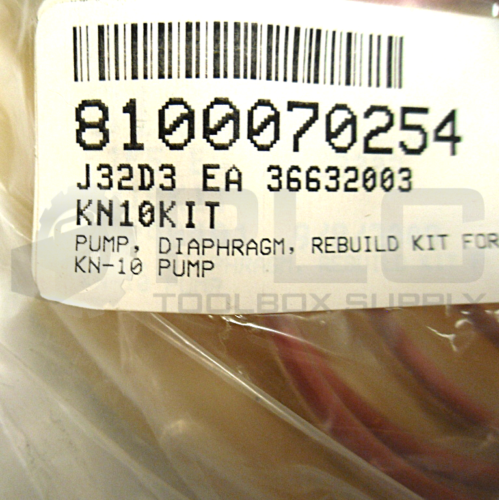 8100070254
J32D3 EA 36632003
KN10KIT
PUMP, DIAPHRAGM, REBUILD KIT FOR
KN-10 PUMP
PLC
TOOLBOX SUPPLY